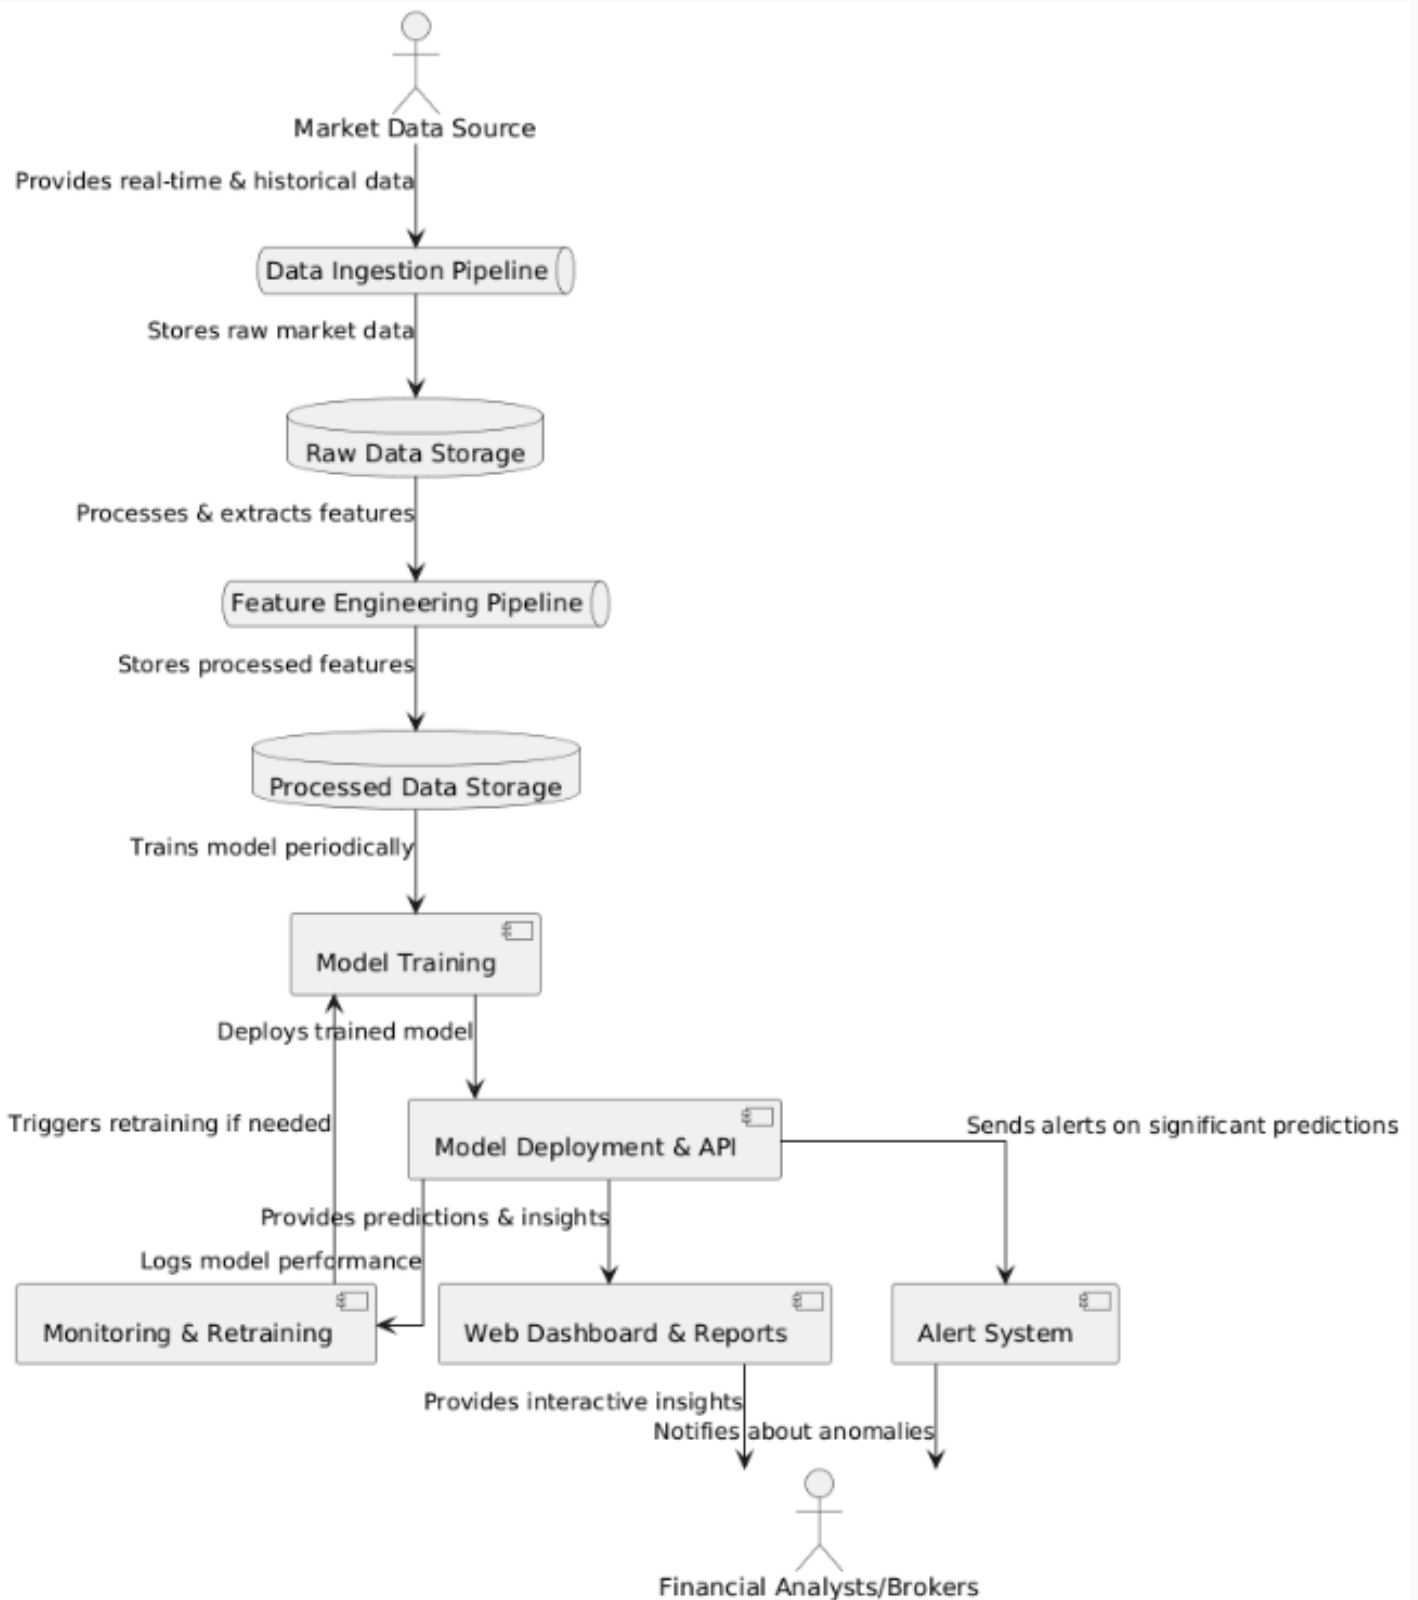 Market Data Source
Provides real-time & historical data
Data Ingestion Pipeline
Stores raw market data
Raw Data Storage
Processes & extracts features
Feature Engineering Pipeline
Stores processed features
Processed Data Storage
Trains model periodically
Model Training
Deploys trained model
Triggers retraining if needed
Sends alerts on significant predictions
Model Deployment & API
Provides predictions & insights
Logs model performance
Monitoring & Retraining
Web Dashboard & Reports
Alert System
Provides interactive insights
Notifies about anomalies
Financial Analysts/Brokers